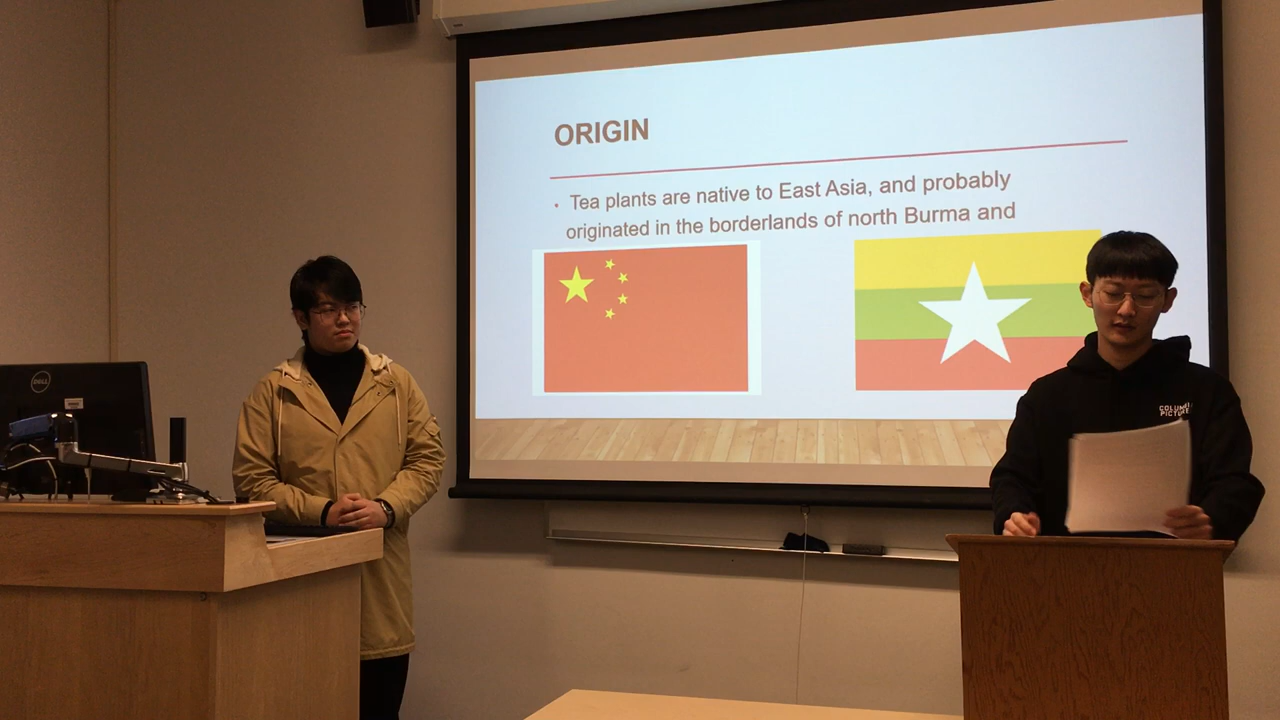 ORIGIN
• Tea plants are native to East Asia, and probably
originated in the borderlands of north Burma and
DELL